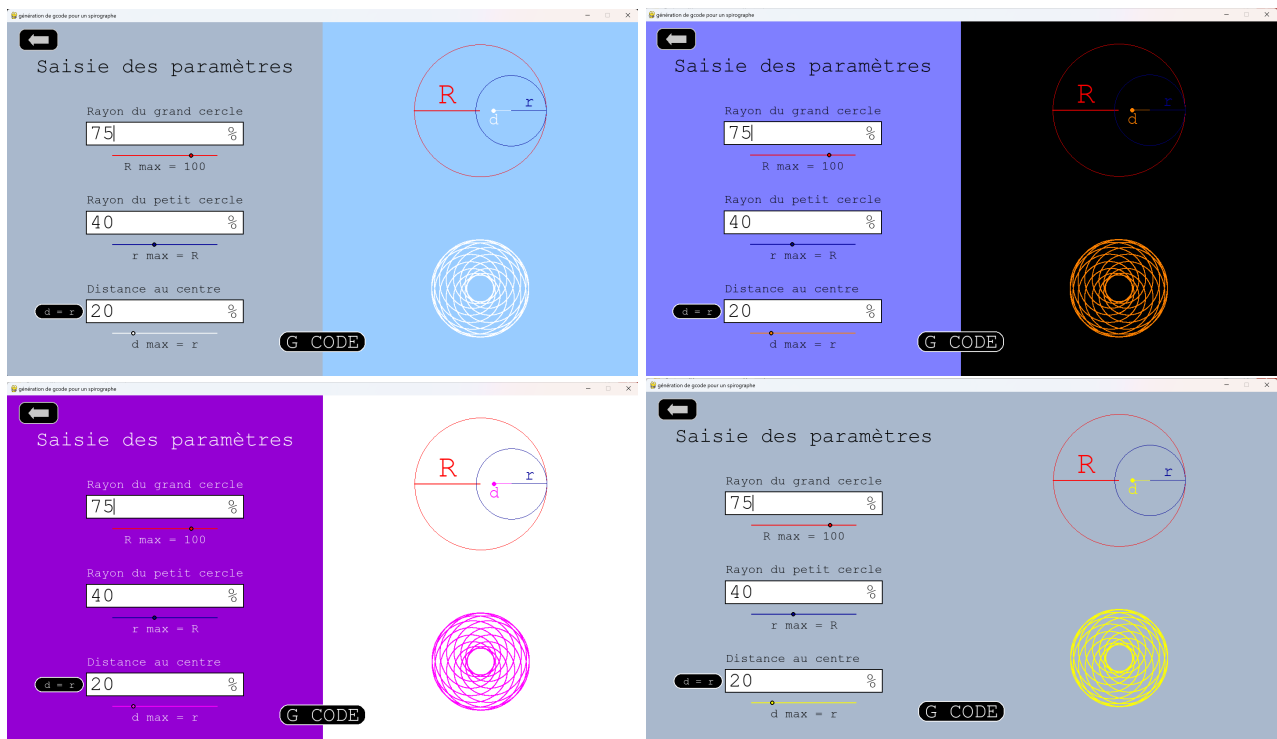 génération de gcode pour un spirographe
Saisie des paramètres
Rayon du grand cercle
75 %
R max = 100
Rayon du petit cercle
40 %
r max = R
Distance au centre
d = r
20 %
d max = r
G CODE
R
r
d
génération de gcode pour un spirographe
Saisie des paramètres
Rayon du grand cercle
75 %
R max = 100
Rayon du petit cercle
40 %
r max = R
Distance au centre
d = r
20 %
d max = r
G CODE
R
r
d
génération de gcode pour un spirographe
Saisie des paramètres
Rayon du grand cercle
75 %
R max = 100
Rayon du petit cercle
40 %
r max = R
Distance au centre
d = r
20 %
d max = r
G CODE
R
r
d
génération de gcode pour un spirographe
Saisie des paramètres
Rayon du grand cercle
75 %
R max = 100
Rayon du petit cercle
40 %
r max = R
Distance au centre
d = r
20 %
d max = r
G CODE
R
r
d